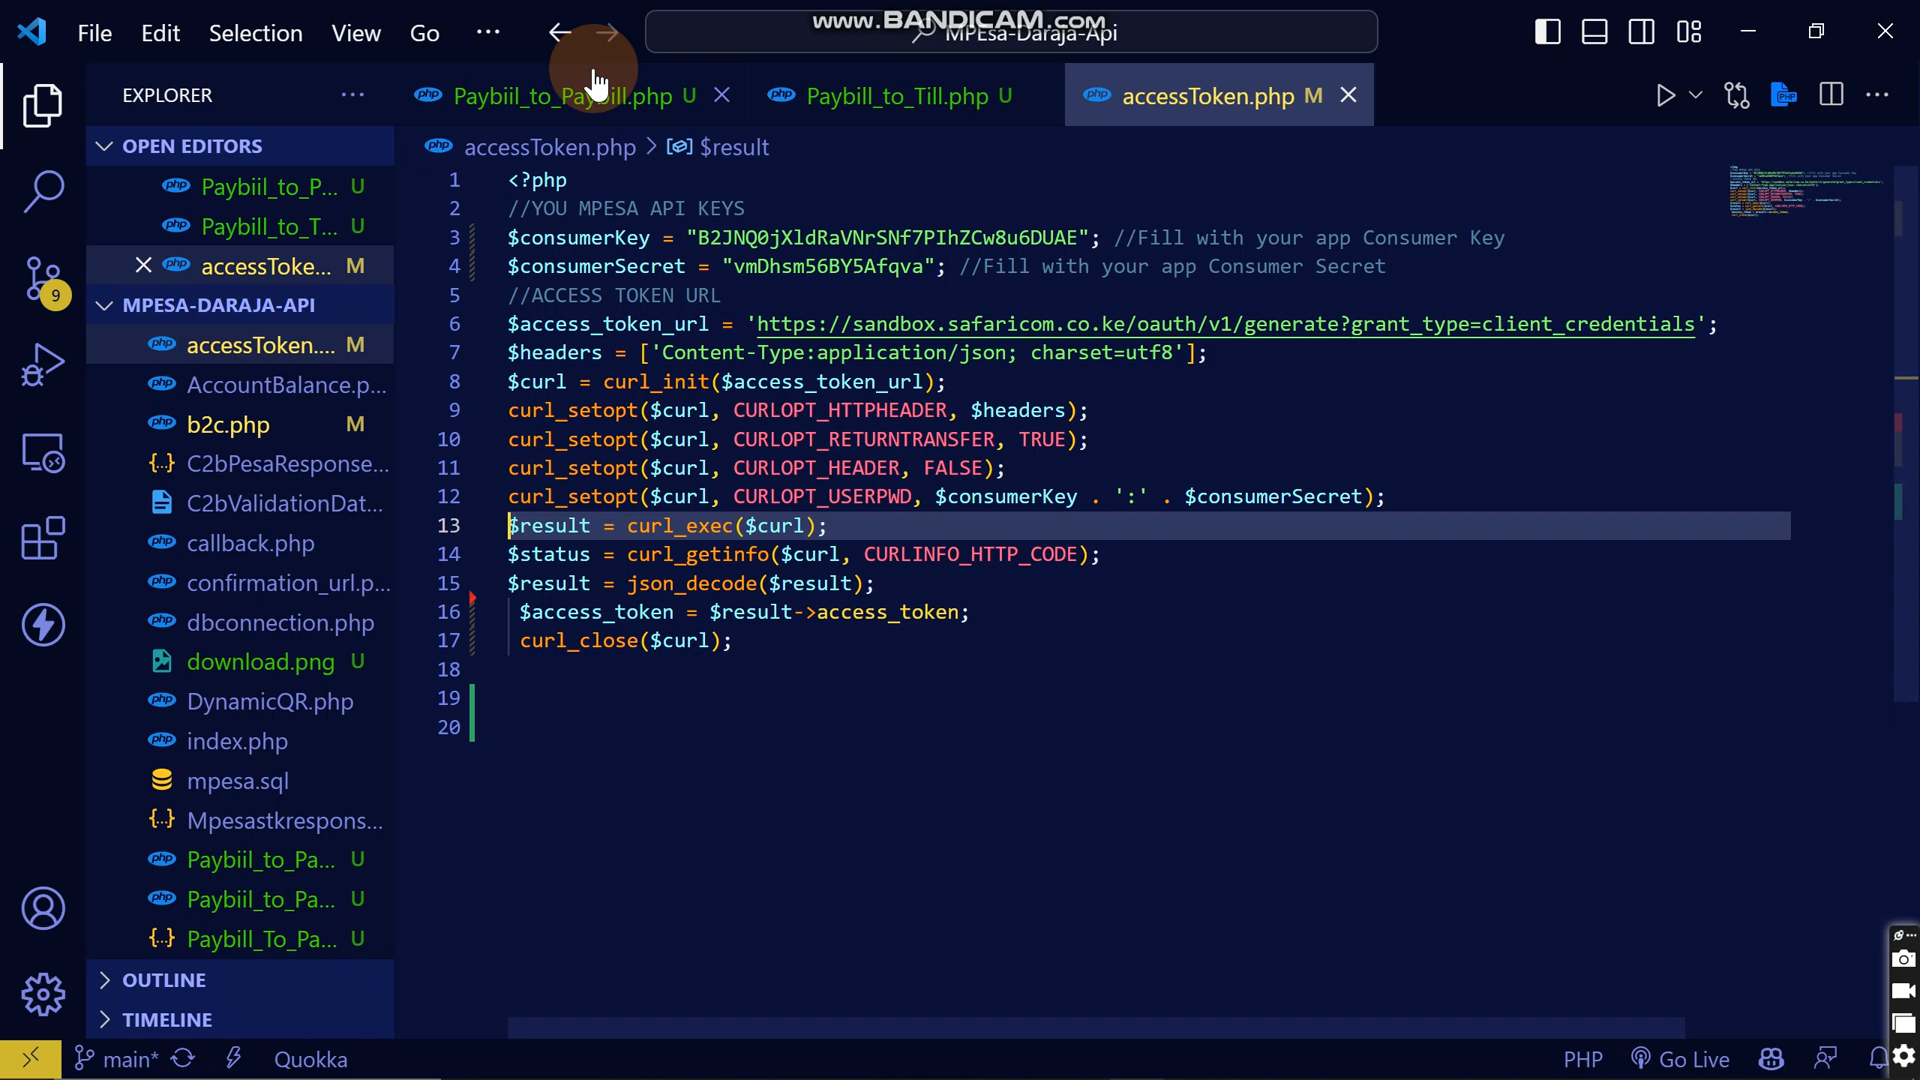 www.BANDICAM.com
File Edit Selection View Go ··· MPEsa-Daraja-Api
EXPLORER ···
Paybiil_to_Paybill.php U
Paybill_to_Till.php U
accessToken.php M
OPEN EDITORS
Paybiil_to_P... U
Paybill_to_T... U
accessToke... M
MPESA-DARAJA-API
accessToken.... M
AccountBalance.p...
b2c.php M
C2bPesaResponse...
C2bValidationDat...
callback.php
confirmation_url.p...
dbconnection.php
download.png U
DynamicQR.php
index.php
mpesa.sql
Mpesastkrespons...
Paybiil_to_Pa... U
Paybiil_to_Pa... U
Paybill_To_Pa... U
OUTLINE
TIMELINE
accessToken.php > $result
1 <?php
2 //YOU MPESA API KEYS
3 $consumerKey = "B2JNQ0jXldRaVNrSNf7PIhZCw8u6DUAE"; //Fill with your app Consumer Key
4 $consumerSecret = "vmDhsm56BY5Afqva"; //Fill with your app Consumer Secret
5 //ACCESS TOKEN URL
6 $access_token_url = 'https://sandbox.safaricom.co.ke/oauth/v1/generate?grant_type=client_credentials';
7 $headers = ['Content-Type:application/json; charset=utf8'];
8 $curl = curl_init($access_token_url);
9 curl_setopt($curl, CURLOPT_HTTPHEADER, $headers);
10 curl_setopt($curl, CURLOPT_RETURNTRANSFER, TRUE);
11 curl_setopt($curl, CURLOPT_HEADER, FALSE);
12 curl_setopt($curl, CURLOPT_USERPWD, $consumerKey . ':' . $consumerSecret);
13 $result = curl_exec($curl);
14 $status = curl_getinfo($curl, CURLINFO_HTTP_CODE);
15 $result = json_decode($result);
16 $access_token = $result->access_token;
17 curl_close($curl);
18
19
20
9
main* Quokka PHP Go Live